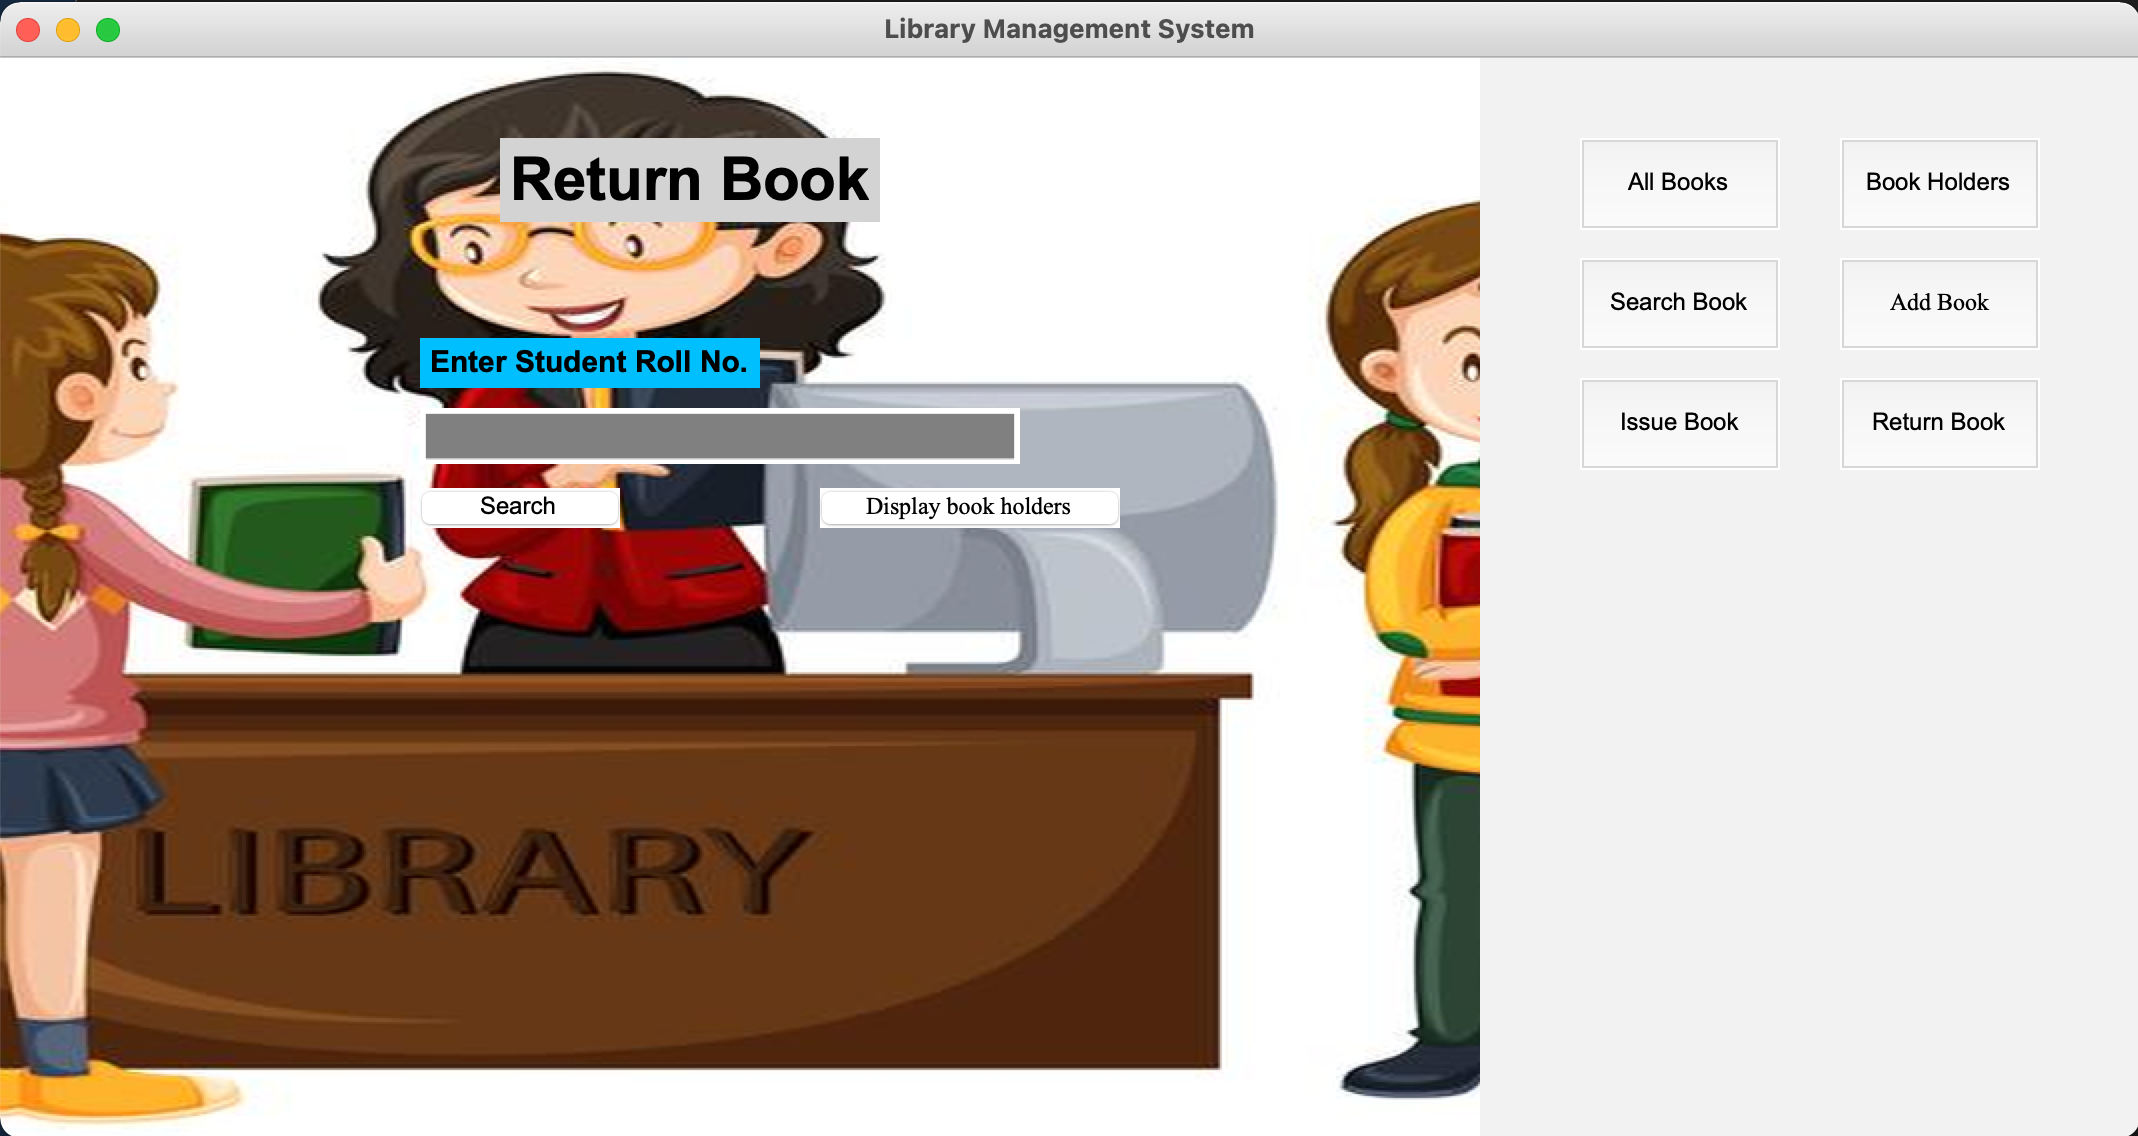 Library Management System
Return Book
Enter Student Roll No.
Search
Display book holders
LIBRARY
All Books
Book Holders
Search Book
Add Book
Issue Book
Return Book